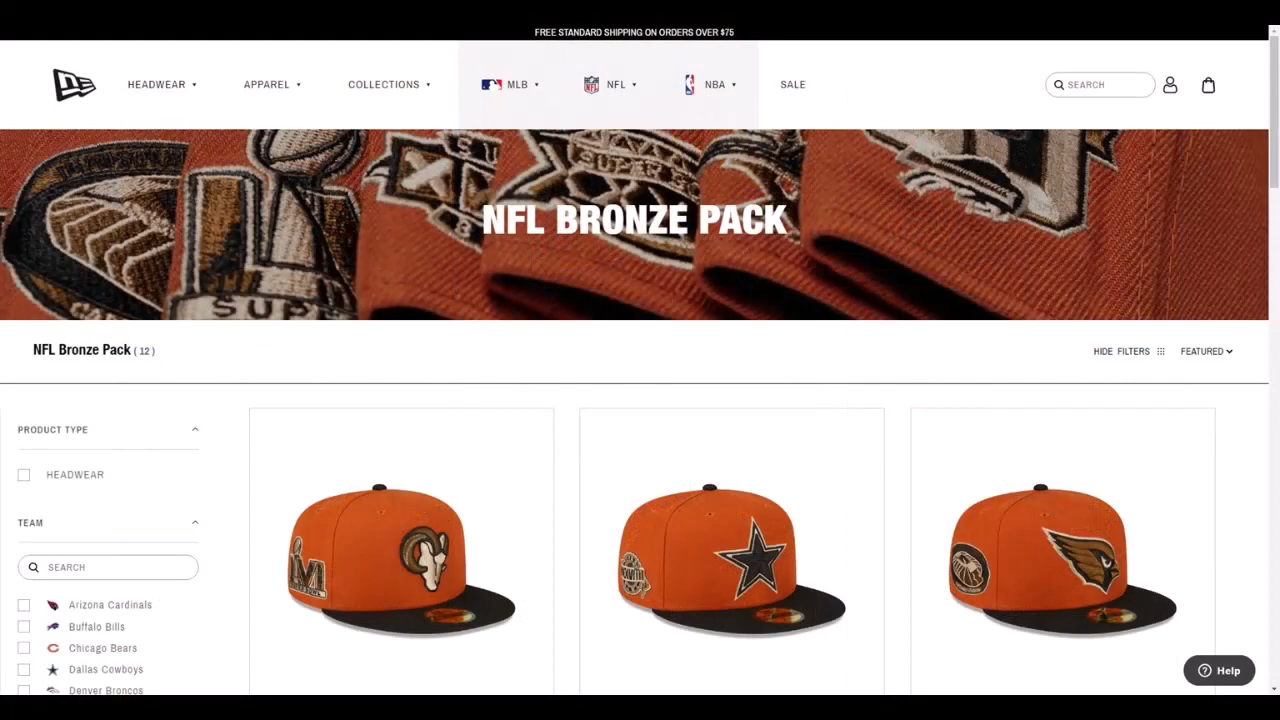 FREE STANDARD SHIPPING ON ORDERS OVER $75
HEADWEAR
APPAREL
COLLECTIONS
MLB
NFL
NBA
SALE
SEARCH
NFL BRONZE PACK
SUPE
NFL Bronze Pack ( 12 )
HIDE FILTERS
FEATURED
PRODUCT TYPE
HEADWEAR
TEAM
SEARCH
Arizona Cardinals
Buffalo Bills
Chicago Bears
Dallas Cowboys
Denver Broncos
Help